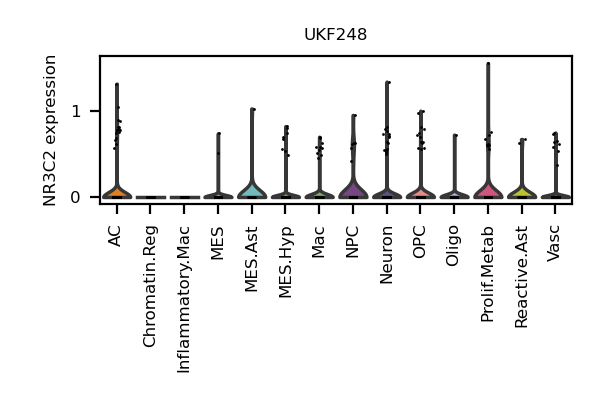 UKF248
NR3C2 expression
1
0
AC
Chromatin.Reg
Inflammatory.Mac
MES
MES.Ast
MES.Hyp
Mac
NPC
Neuron
OPC
Oligo
Prolif.Metab
Reactive.Ast
Vasc